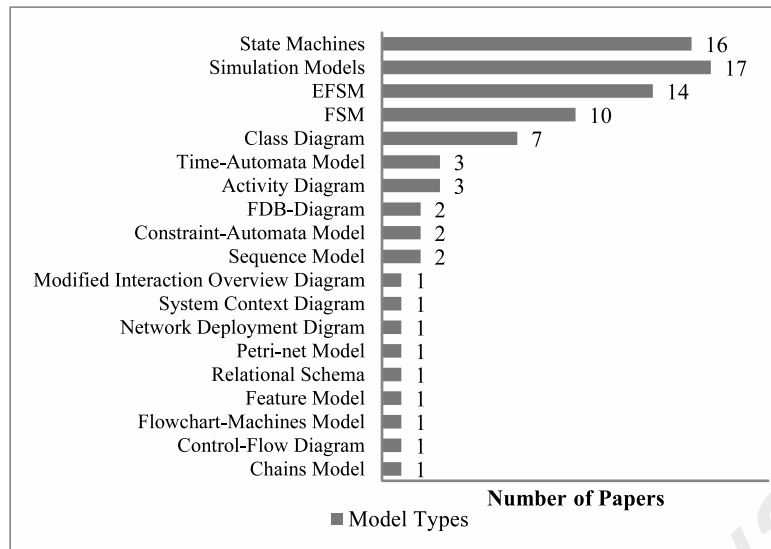 State Machines 16
Simulation Models 17
EFSM 14
FSM 10
Class Diagram 7
Time-Automata Model 3
Activity Diagram 3
FDB-Diagram 2
Constraint-Automata Model 2
Sequence Model 2
Modified Interaction Overview Diagram 1
System Context Diagram 1
Network Deployment Digram 1
Petri-net Model 1
Relational Schema 1
Feature Model 1
Flowchart-Machines Model 1
Control-Flow Diagram 1
Chains Model 1
Number of Papers
Model Types